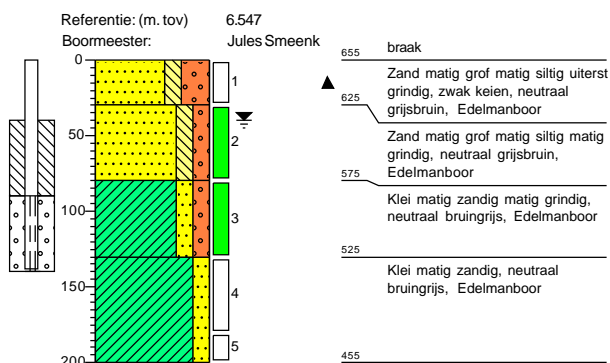 Referentie: (m. tov) 6.547
Boormeester: Jules Smeenk
0
50
100
150
200
1
2
3
4
5
655 braak
Zand matig grof matig siltig uiterst
grindig, zwak keien, neutraal
grijsbruin, Edelmanboor
625
Zand matig grof matig siltig matig
grindig, neutraal grijsbruin,
Edelmanboor
575
Klei matig zandig matig grindig,
neutraal bruingrijs, Edelmanboor
525
Klei matig zandig, neutraal
bruingrijs, Edelmanboor
455